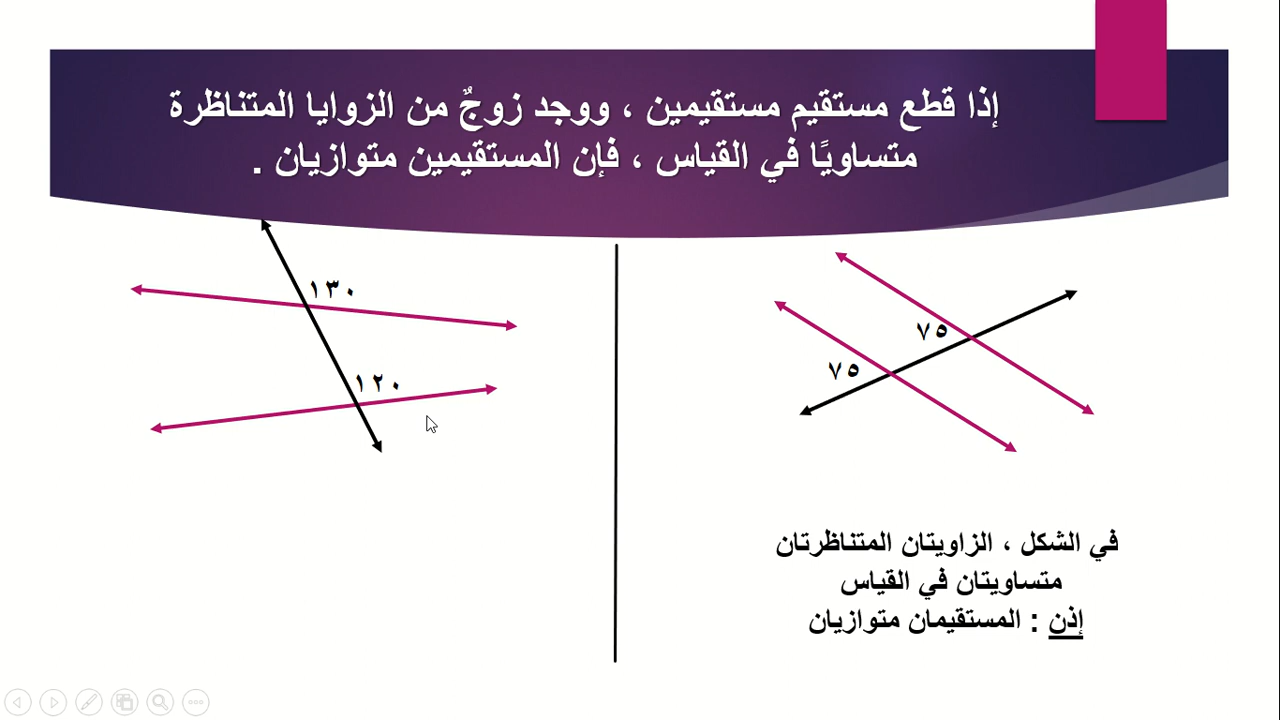 إذا قطع مستقيم مستقيمين ، ووجد زوجٌ من الزوايا المتناظرة
متساويًا في القياس ، فإن المستقيمين متوازيان .
٧٥
٧٥
في الشكل ، الزاويتان المتناظرتان
متساويتان في القياس
إذن : المستقيمان متوازيان
١٣٠
١٢٠